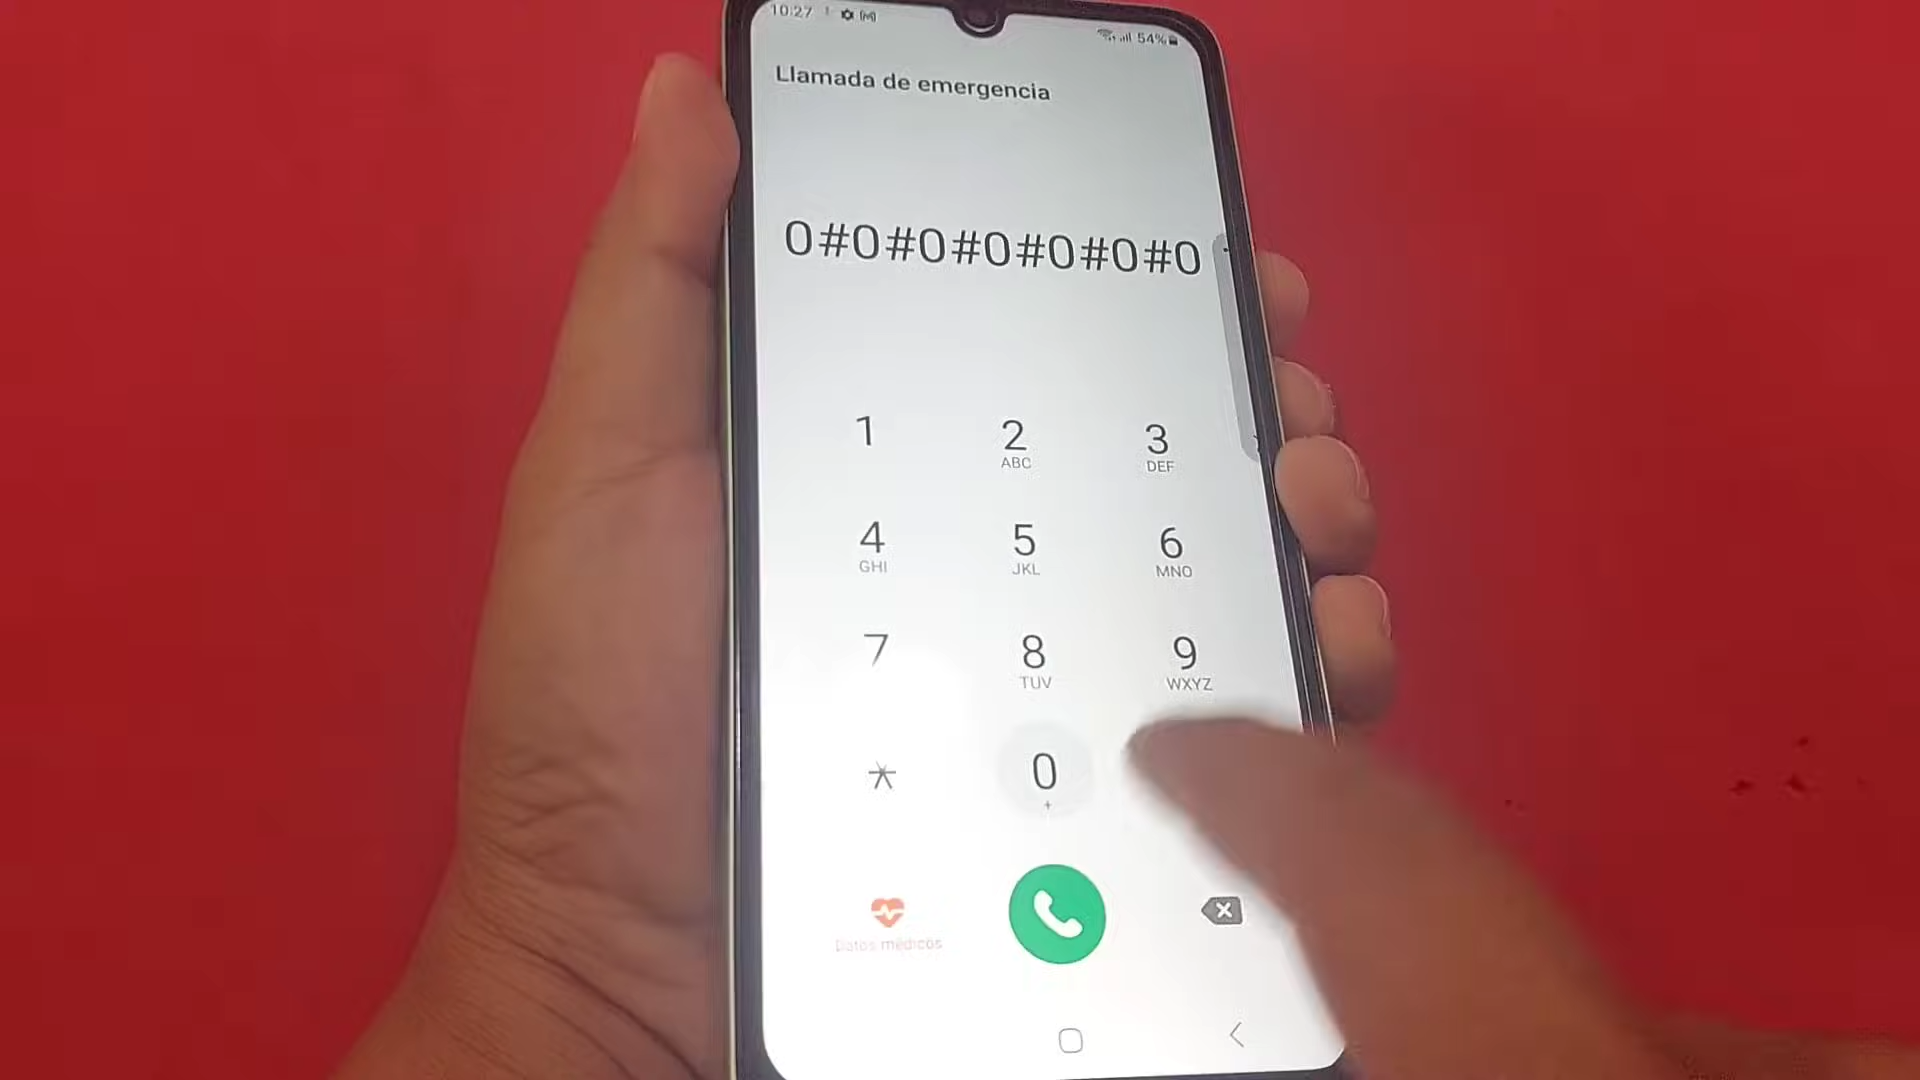 10:27
54%
Llamada de emergencia
0#0#0#0#0#0#0
1 2 3
ABC DEF
4 5 6
GHI JKL MNO
7 8 9
TUV WXYZ
* 0
+
Datos médicos